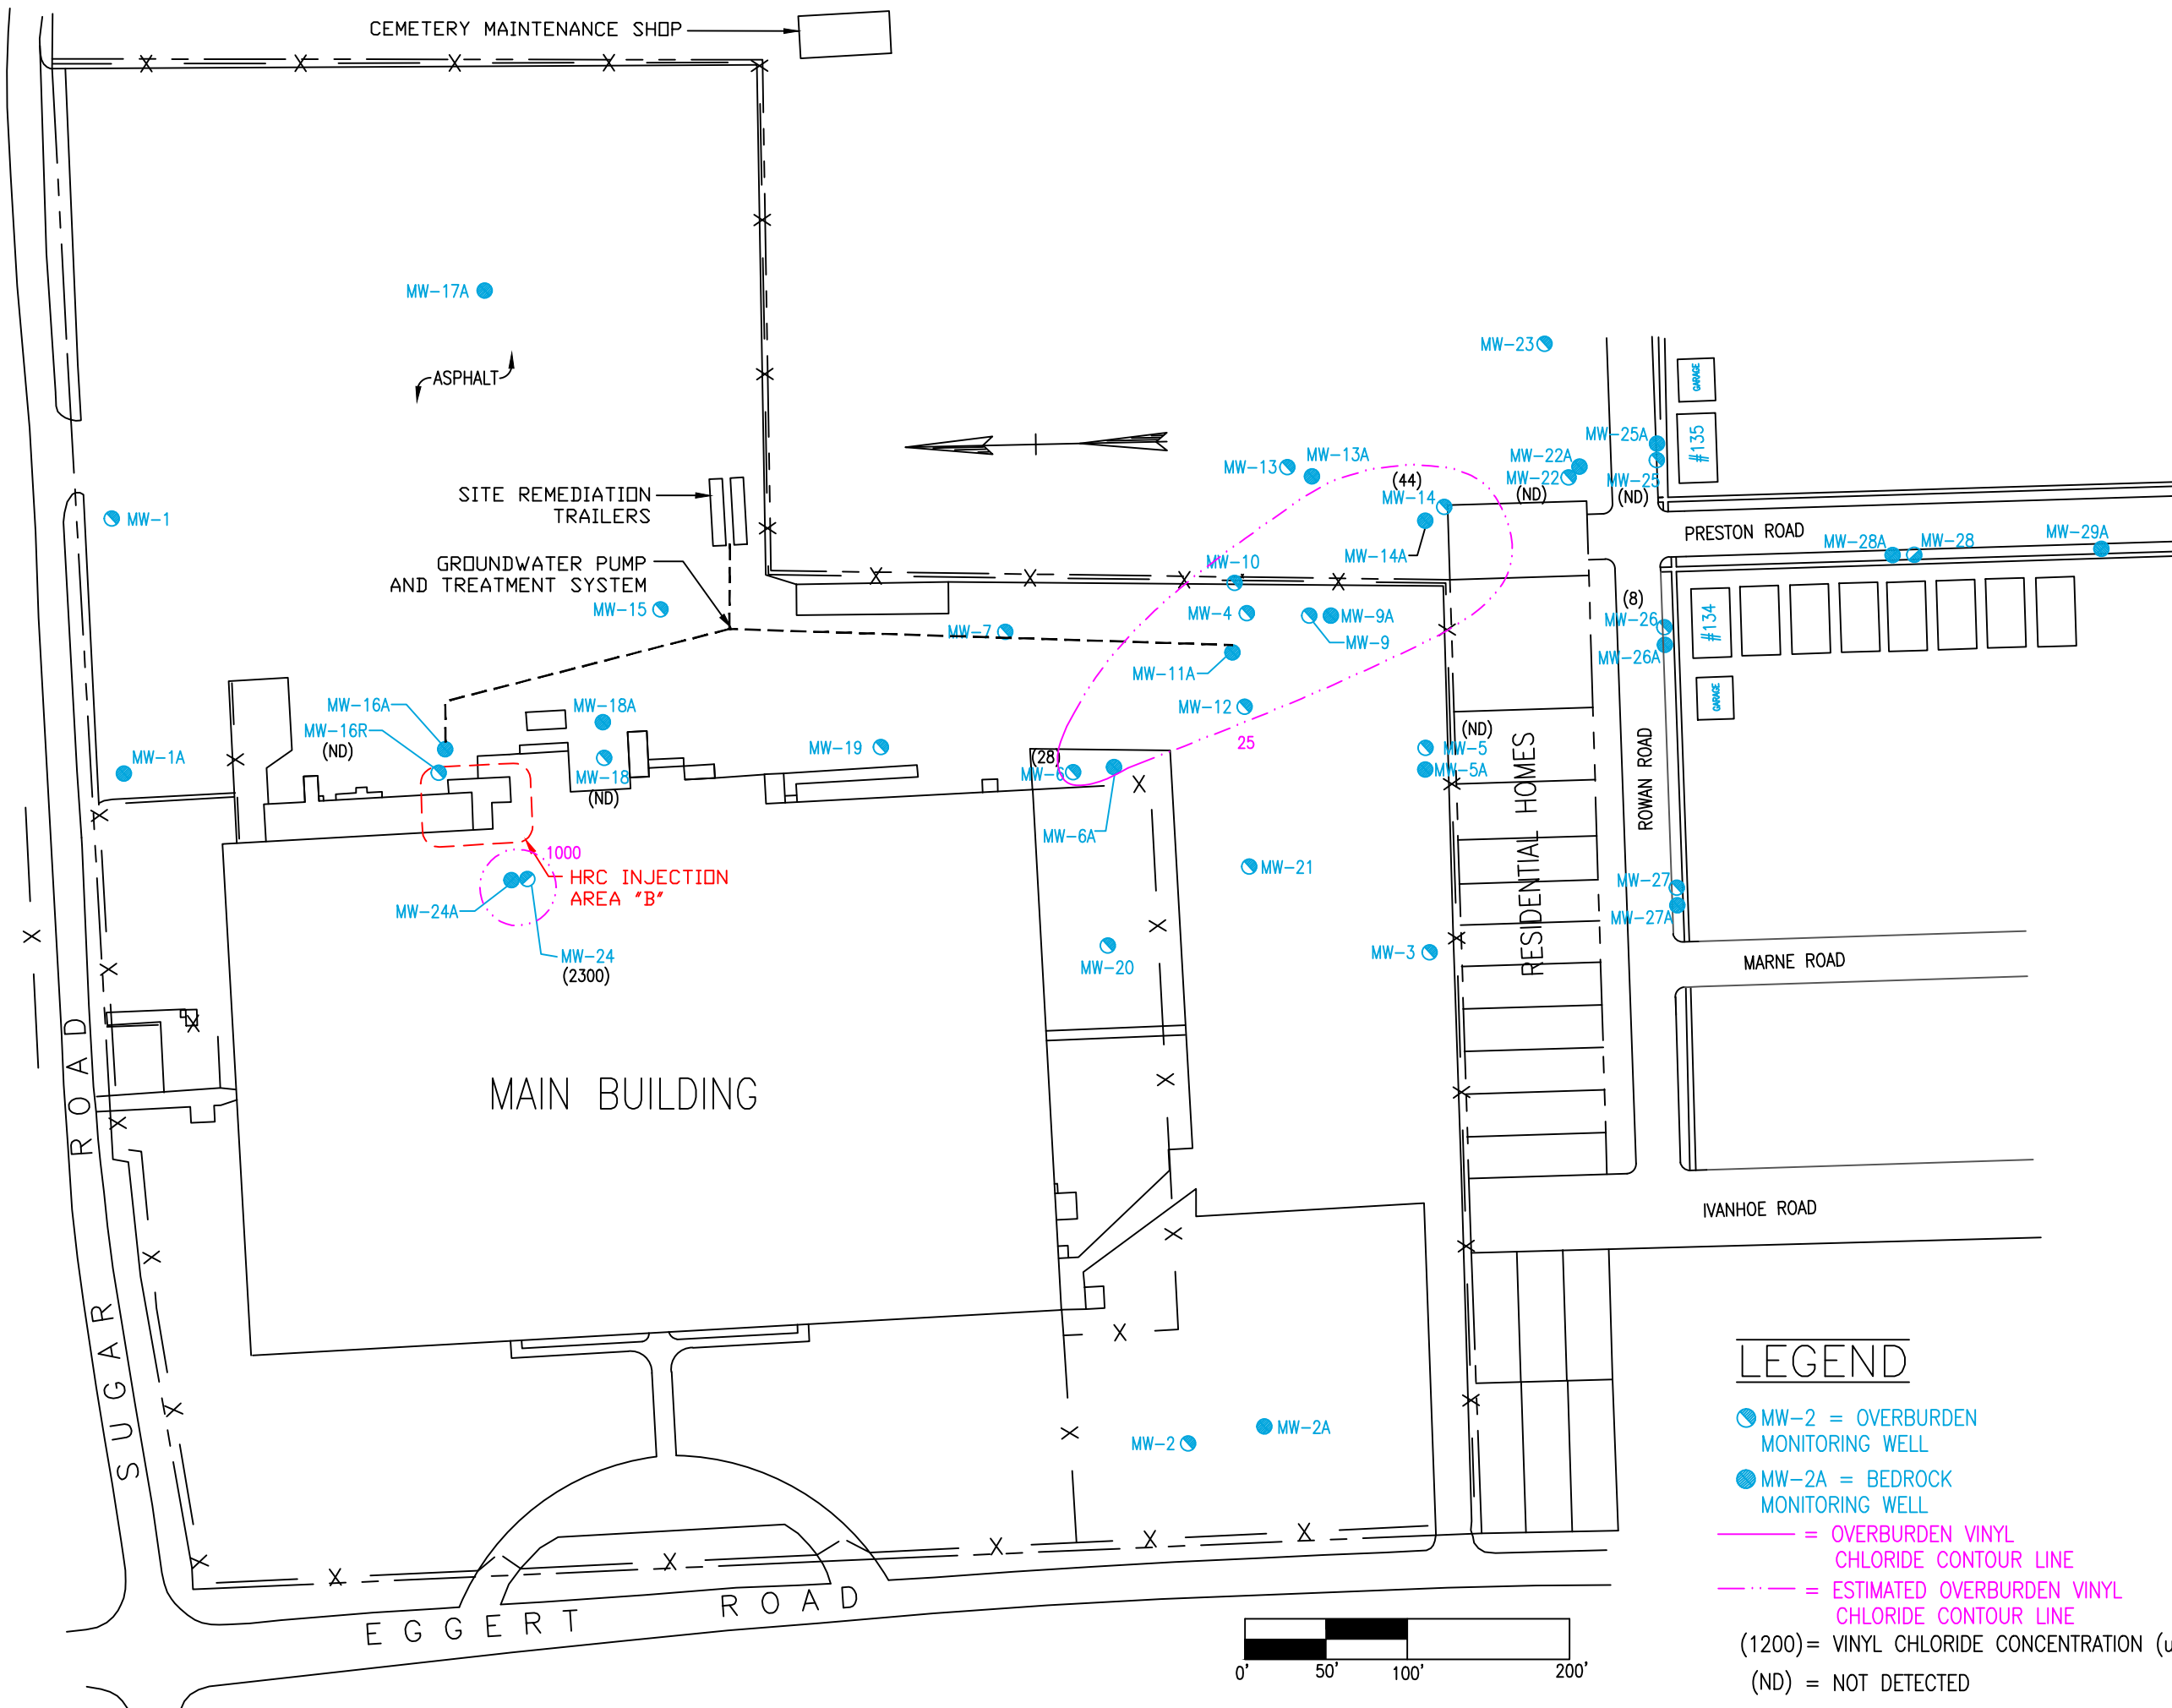 CEMETERY MAINTENANCE SHOP
MW-17A
ASPHALT
MW-23
GARAGE
#135
MW-25A
MW-22A
MW-22
(ND)
MW-25
(ND)
MW-13
MW-13A
(44)
MW-14
MW-14A
SITE REMEDIATION
TRAILERS
MW-1
GROUNDWATER PUMP
AND TREATMENT SYSTEM
MW-15
MW-7
MW-10
MW-4
MW-9A
MW-9
MW-11A
MW-12
PRESTON ROAD
MW-28A
MW-28
MW-29A
(8)
MW-26
MW-26A
#134
GARAGE
MW-16A
MW-16R
(ND)
MW-18A
MW-18
(ND)
MW-19
MW-1A
(28)
MW-6
MW-6A
25
(ND)
MW-5
MW-5A
RESIDENTIAL HOMES
ROWAN ROAD
1000
HRC INJECTION
AREA "B"
MW-24A
MW-24
(2300)
MW-21
MW-20
MW-3
MW-27
MW-27A
MARNE ROAD
MAIN BUILDING
IVANHOE ROAD
SUGAR ROAD
MW-2
MW-2A
EGGERT ROAD
0' 50' 100' 200'
LEGEND
MW-2 = OVERBURDEN
MONITORING WELL
MW-2A = BEDROCK
MONITORING WELL
= OVERBURDEN VINYL
CHLORIDE CONTOUR LINE
= ESTIMATED OVERBURDEN VINYL
CHLORIDE CONTOUR LINE
(1200) = VINYL CHLORIDE CONCENTRATION (u
(ND) = NOT DETECTED